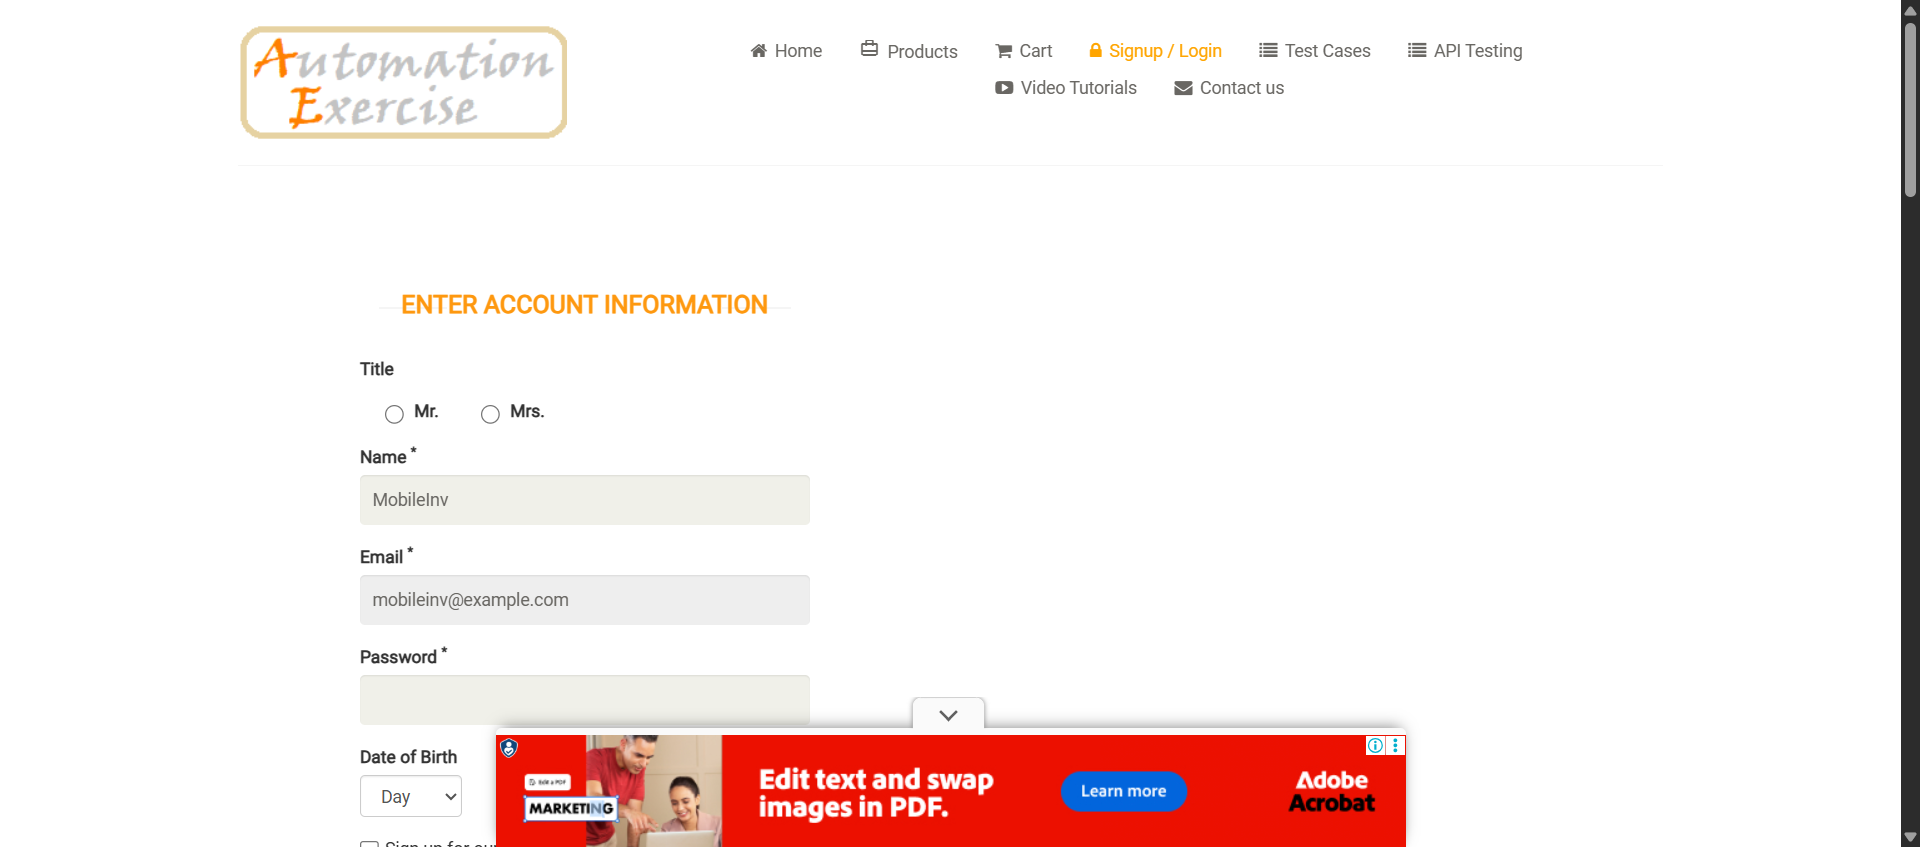 Automation
Exercise
Home
Products
Cart
Signup / Login
Test Cases
API Testing
Video Tutorials
Contact us
ENTER ACCOUNT INFORMATION
Title
Mr.
Mrs.
Name *
MobileInv
Email *
mobileinv@example.com
Password *
Date of Birth
Day
Edit a PDF
MARKETING
Edit text and swap
images in PDF.
Learn more
Adobe
Acrobat
Sign up for our